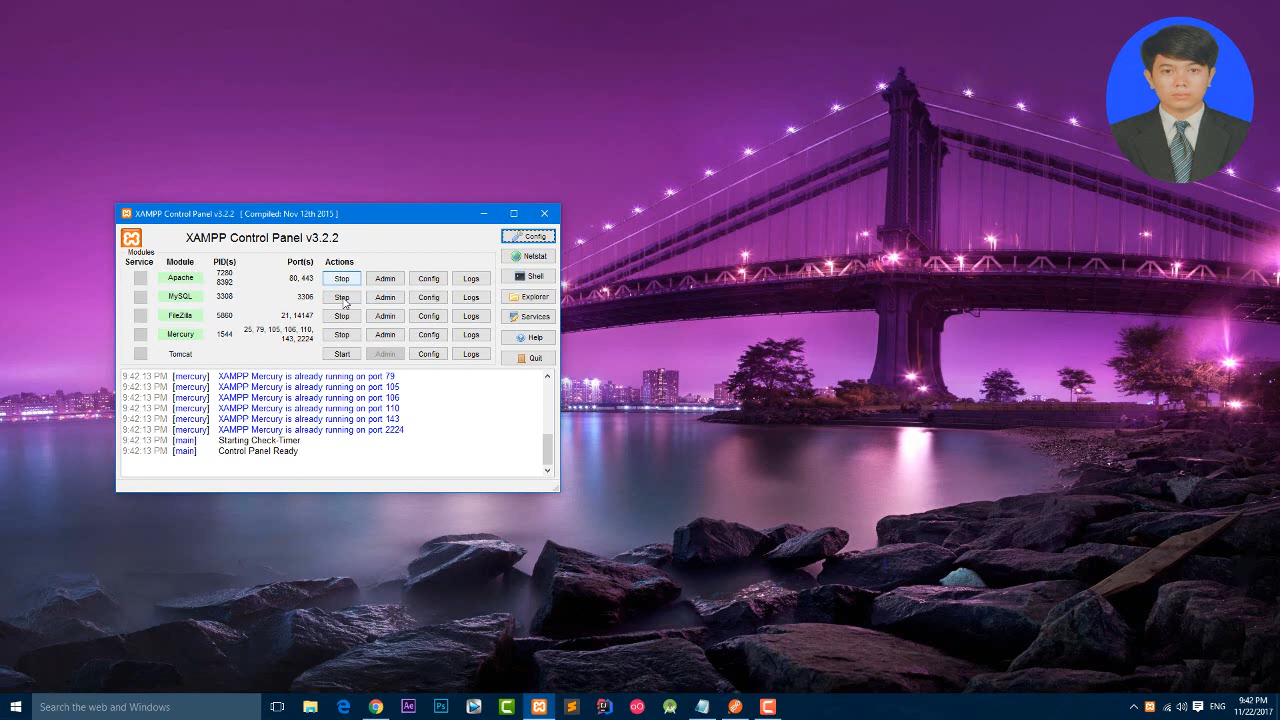 XAMPP Control Panel v3.2.2 [ Compiled: Nov 12th 2015 ]
XAMPP Control Panel v3.2.2
Config
Modules
Service Module PID(s) Port(s) Actions
Netstat
Apache 7280 8392 80, 443 Stop Admin Config Logs
Shell
MySQL 3308 3306 Stop Admin Config Logs
Explorer
FileZilla 5860 21, 14147 Stop Admin Config Logs
Services
Mercury 1544 25, 79, 105, 106, 110, 143, 2224 Stop Admin Config Logs
Help
Tomcat Start Admin Config Logs
Quit
9:42:13 PM [mercury] XAMPP Mercury is already running on port 79
9:42:13 PM [mercury] XAMPP Mercury is already running on port 105
9:42:13 PM [mercury] XAMPP Mercury is already running on port 106
9:42:13 PM [mercury] XAMPP Mercury is already running on port 110
9:42:13 PM [mercury] XAMPP Mercury is already running on port 143
9:42:13 PM [mercury] XAMPP Mercury is already running on port 2224
9:42:13 PM [main] Starting Check-Timer
9:42:13 PM [main] Control Panel Ready
Search the web and Windows
Ae
Ps
ENG
9:42 PM
11/22/2017